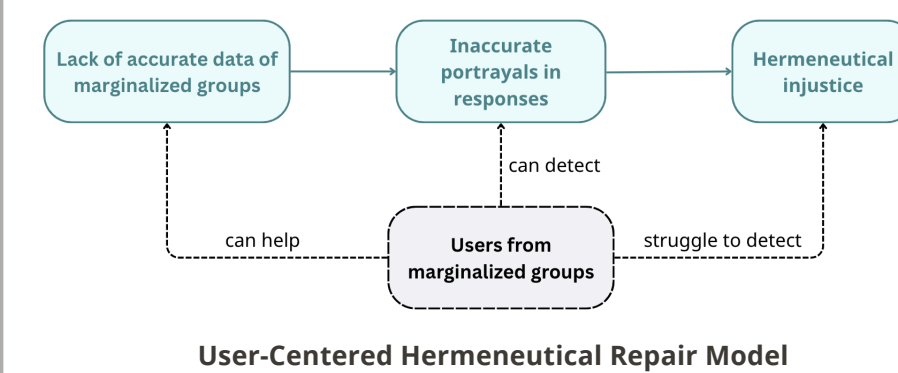 Lack of accurate data of
marginalized groups
Inaccurate
portrayals in
responses
Hermeneutical
injustice
can detect
can help
Users from
marginalized groups
struggle to detect
User-Centered Hermeneutical Repair Model